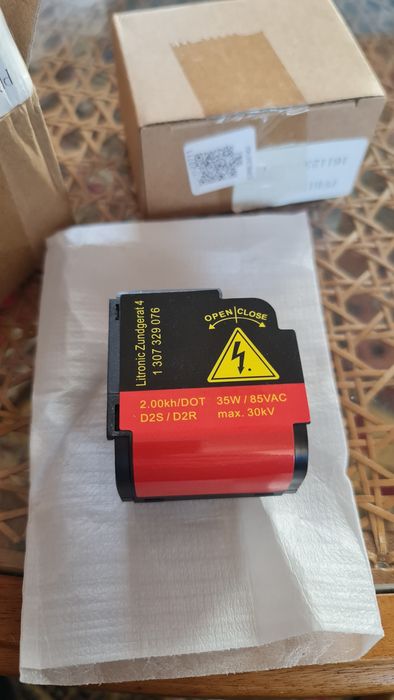 OPEN CLOSE
Litronic Zundgerat 4
1 307 329 076
2.00kh/DOT 35W / 85VAC
D2S / D2R max. 30kV